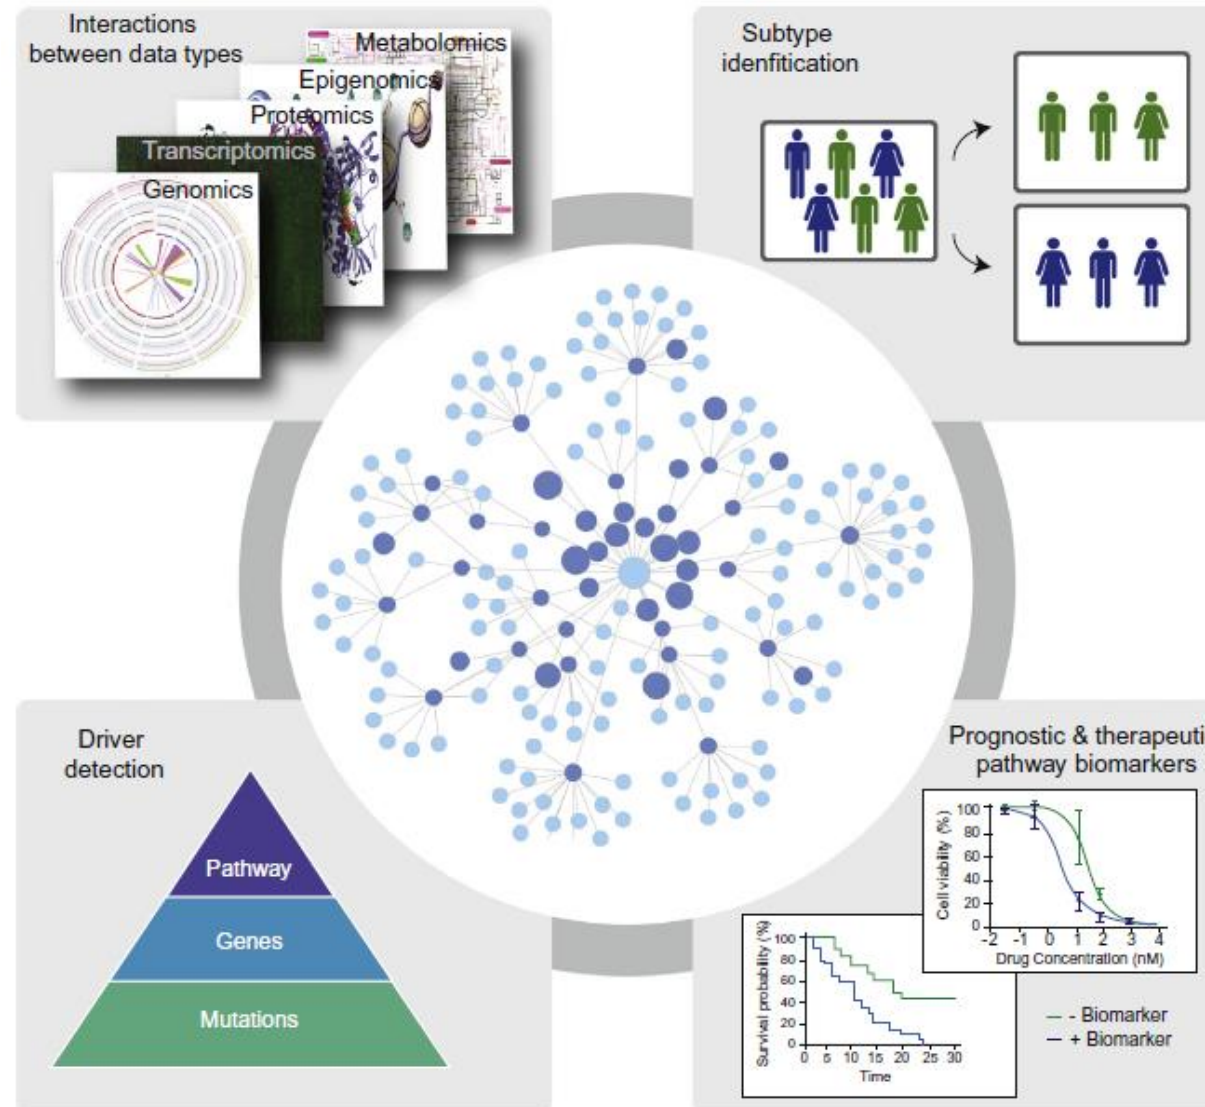 Interactions
between data types
Metabolomics
Epigenomics
Proteomics
Transcriptomics
Genomics
Subtype
idenfitication
Driver
detection
Pathway
Genes
Mutations
Prognostic & therapeuti
pathway biomarkers
Cell viability (%)
100
80
60
40
20
0
-2 -1 0 1 2 3 4
Drug Concentration (nM)
Survival probability (%)
100
80
60
40
20
0
0 5 10 15 20 25 30
Time
- Biomarker
+ Biomarker